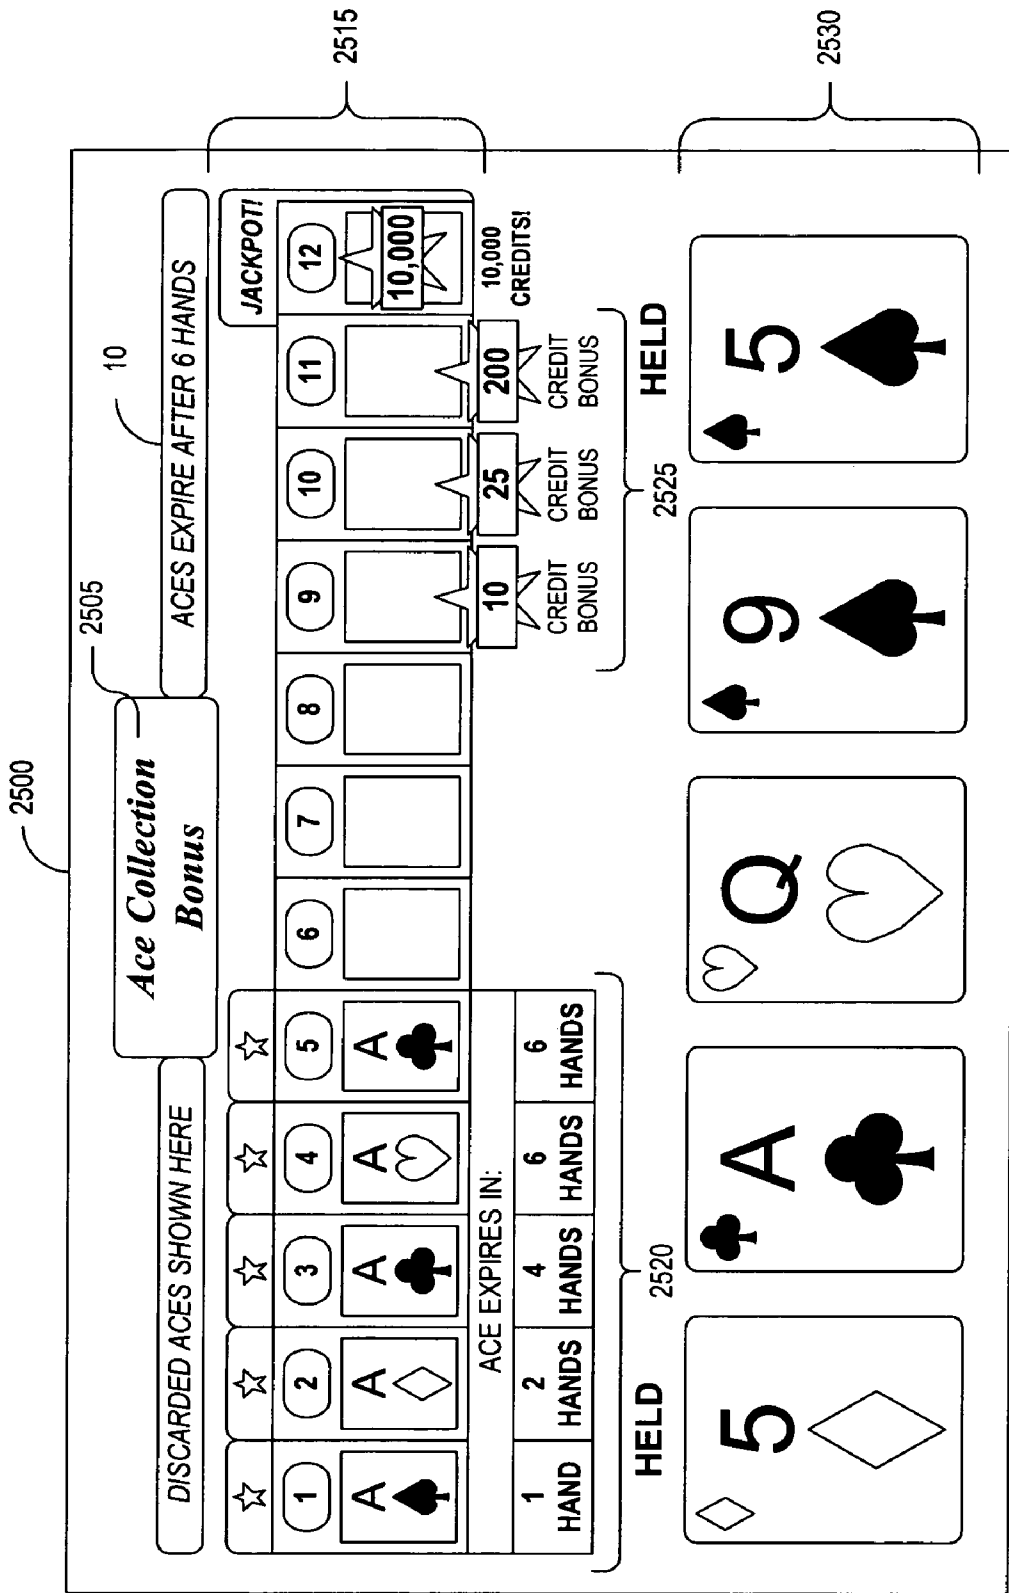 2500
2505
10
Ace Collection
Bonus
DISCARDED ACES SHOWN HERE
ACES EXPIRE AFTER 6 HANDS
JACKPOT!
1
2
3
4
5
6
7
8
9
10
11
12
A
A
A
A
A
10,000
2515
ACE EXPIRES IN:
10
25
200
10,000
CREDITS!
1
HAND
2
HANDS
4
HANDS
6
HANDS
6
HANDS
CREDIT
BONUS
CREDIT
BONUS
CREDIT
BONUS
2520
2525
HELD
HELD
5
A
Q
9
5
2530